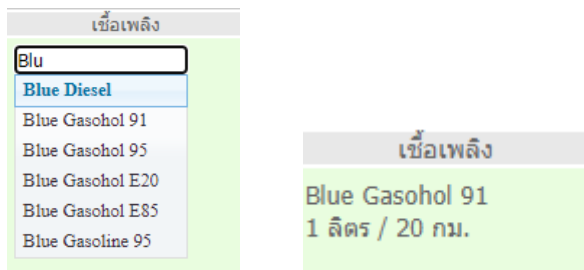 เชื้อเพลิง
Blu
Blue Diesel
Blue Gasohol 91
Blue Gasohol 95
Blue Gasohol E20
Blue Gasohol E85
Blue Gasoline 95
เชื้อเพลิง
Blue Gasohol 91
1 ลิตร / 20 กม.